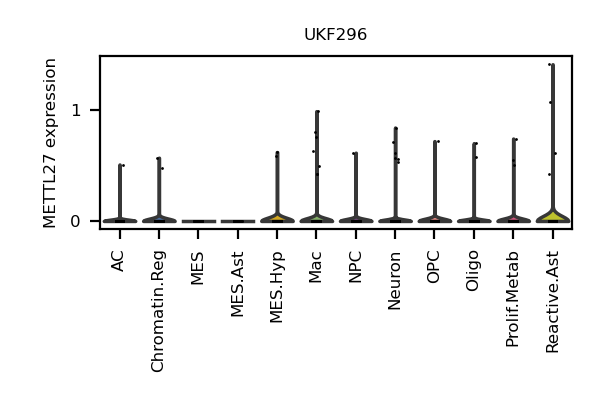 UKF296
METTL27 expression
1
0
AC
Chromatin.Reg
MES
MES.Ast
MES.Hyp
Mac
NPC
Neuron
OPC
Oligo
Prolif.Metab
Reactive.Ast